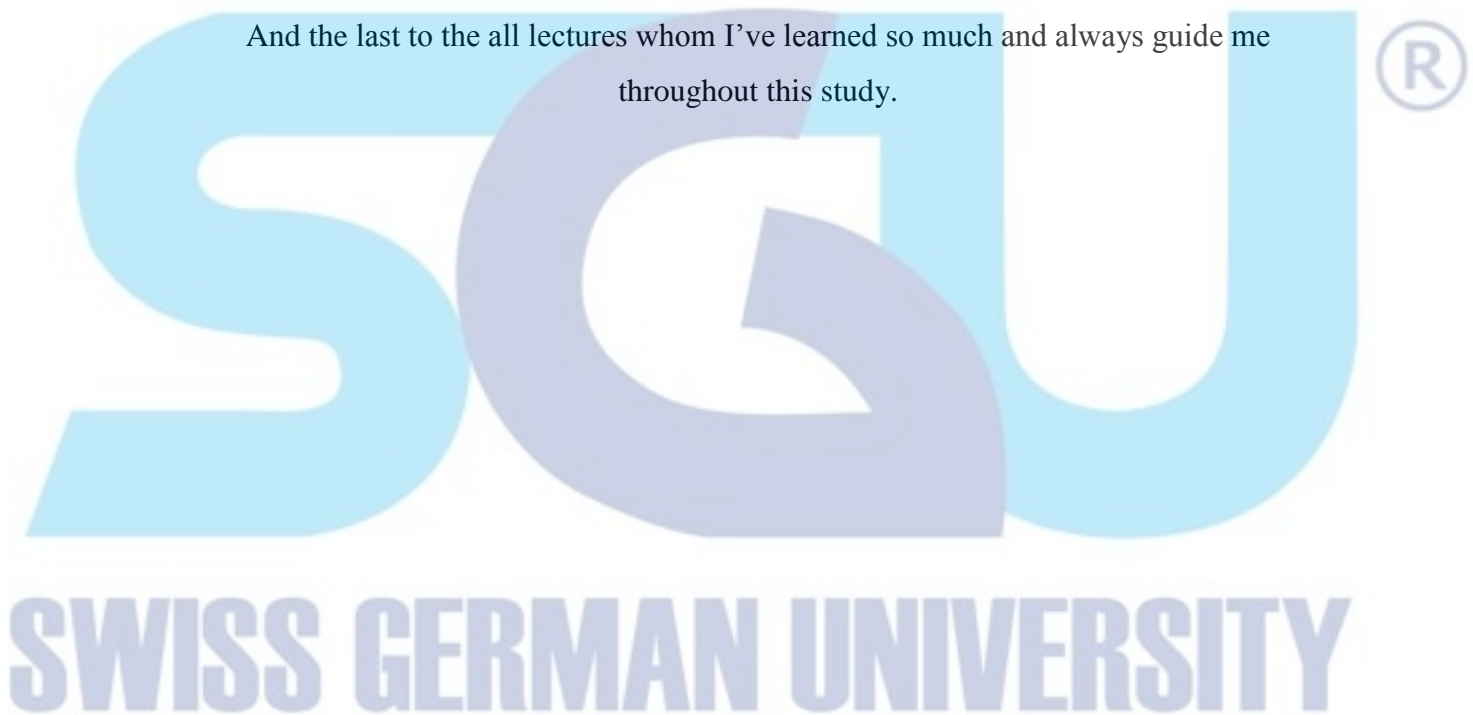 And the last to the all lectures whom I’ve learned so much and always guide me
throughout this study.
SGU
®
SWISS GERMAN UNIVERSITY